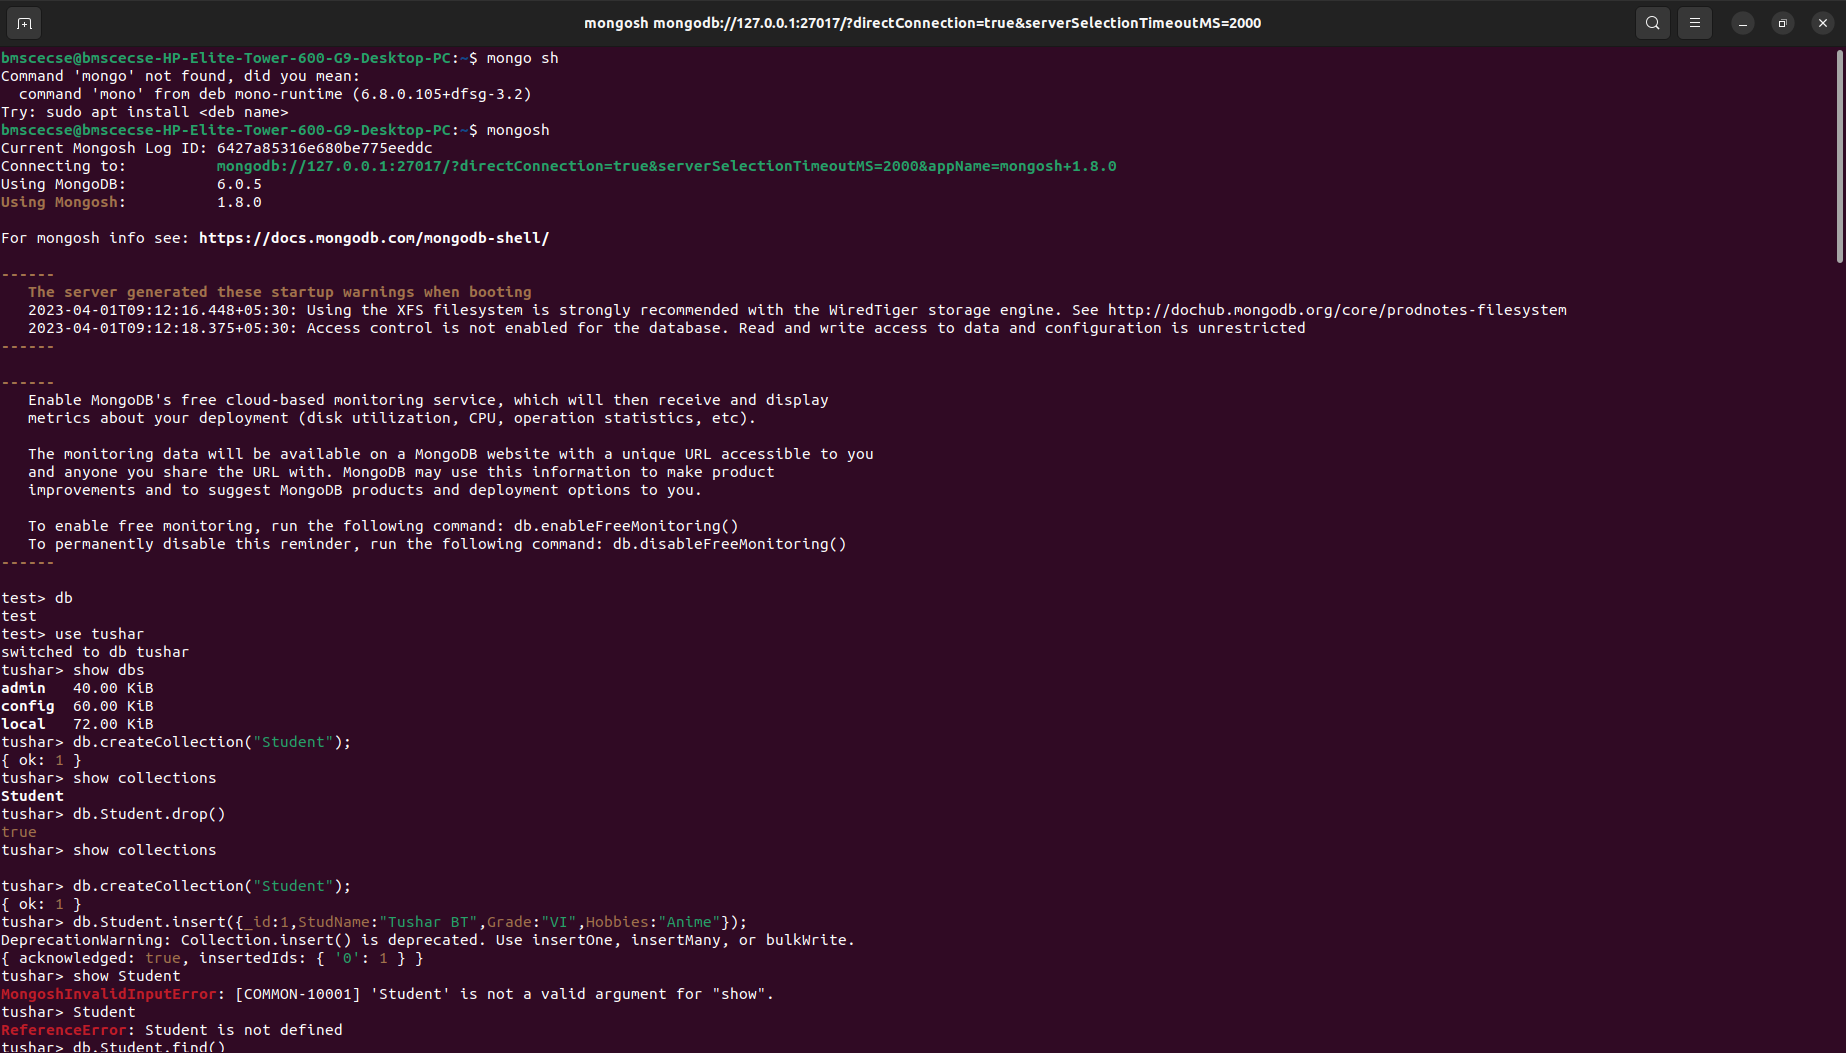 mongosh mongodb://127.0.0.1:27017/?directConnection=true&serverSelectionTimeoutMS=2000
bmscecse@bmscecse-HP-Elite-Tower-600-G9-Desktop-PC:~$ mongo sh
Command 'mongo' not found, did you mean:
  command 'mono' from deb mono-runtime (6.8.0.105+dfsg-3.2)
Try: sudo apt install <deb name>
bmscecse@bmscecse-HP-Elite-Tower-600-G9-Desktop-PC:~$ mongosh
Current Mongosh Log ID: 6427a85316e680be775eeddc
Connecting to:          mongodb://127.0.0.1:27017/?directConnection=true&serverSelectionTimeoutMS=2000&appName=mongosh+1.8.0
Using MongoDB:          6.0.5
Using Mongosh:          1.8.0
For mongosh info see: https://docs.mongodb.com/mongodb-shell/
------
   The server generated these startup warnings when booting
   2023-04-01T09:12:16.448+05:30: Using the XFS filesystem is strongly recommended with the WiredTiger storage engine. See http://dochub.mongodb.org/core/prodnotes-filesystem
   2023-04-01T09:12:18.375+05:30: Access control is not enabled for the database. Read and write access to data and configuration is unrestricted
------
------
   Enable MongoDB's free cloud-based monitoring service, which will then receive and display
   metrics about your deployment (disk utilization, CPU, operation statistics, etc).
   The monitoring data will be available on a MongoDB website with a unique URL accessible to you
   and anyone you share the URL with. MongoDB may use this information to make product
   improvements and to suggest MongoDB products and deployment options to you.
   To enable free monitoring, run the following command: db.enableFreeMonitoring()
   To permanently disable this reminder, run the following command: db.disableFreeMonitoring()
------
test> db
test
test> use tushar
switched to db tushar
tushar> show dbs
admin   40.00 KiB
config  60.00 KiB
local   72.00 KiB
tushar> db.createCollection("Student");
{ ok: 1 }
tushar> show collections
Student
tushar> db.Student.drop()
true
tushar> show collections
tushar> db.createCollection("Student");
{ ok: 1 }
tushar> db.Student.insert({_id:1,StudName:"Tushar BT",Grade:"VI",Hobbies:"Anime"});
DeprecationWarning: Collection.insert() is deprecated. Use insertOne, insertMany, or bulkWrite.
{ acknowledged: true, insertedIds: { '0': 1 } }
tushar> show Student
MongoshInvalidInputError: [COMMON-10001] 'Student' is not a valid argument for "show".
tushar> Student
ReferenceError: Student is not defined
tushar> db.Student.find()